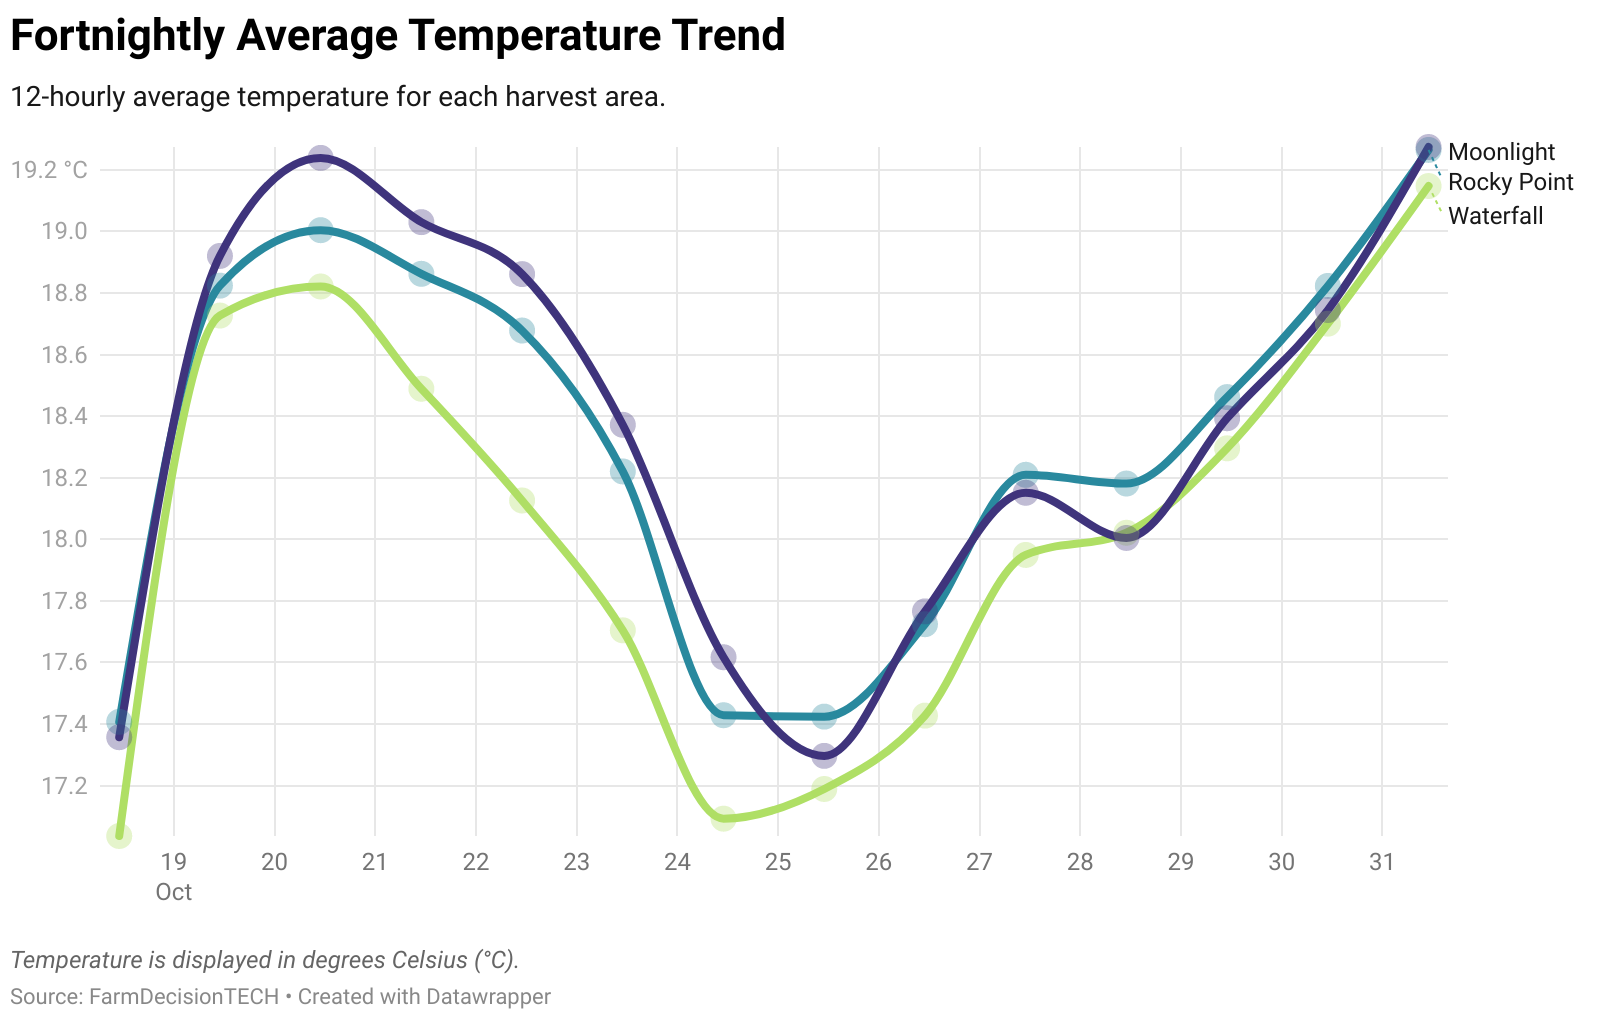 Fortnightly Average Temperature Trend
12-hourly average temperature for each harvest area.
19.2 °C
19.0
18.8
18.6
18.4
18.2
18.0
17.8
17.6
17.4
17.2
Moonlight
Rocky Point
Waterfall
19 20 21 22 23 24 25 26 27 28 29 30 31
Oct
Temperature is displayed in degrees Celsius (°C).
Source: FarmDecisionTECH • Created with Datawrapper